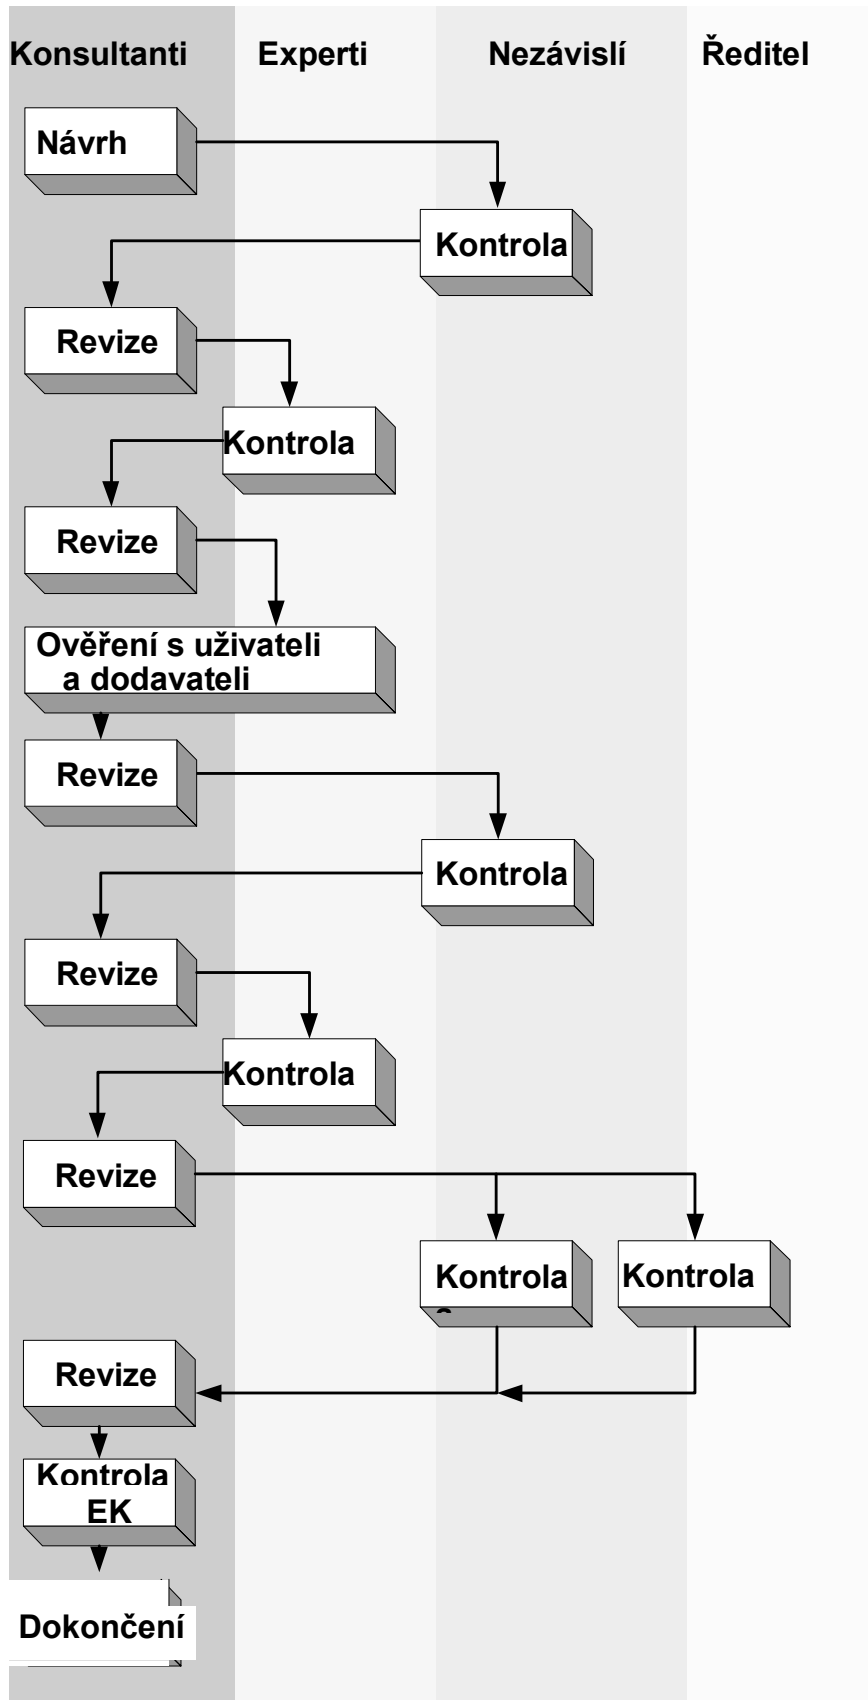 Konsultanti Experti Nezávislí Ředitel
Návrh
Kontrola
Revize
Kontrola
Revize
Ověření s uživateli
a dodavateli
Revize
Kontrola
Revize
Kontrola
Revize
Kontrola Kontrola
Revize
Kontrola
EK
Dokončení